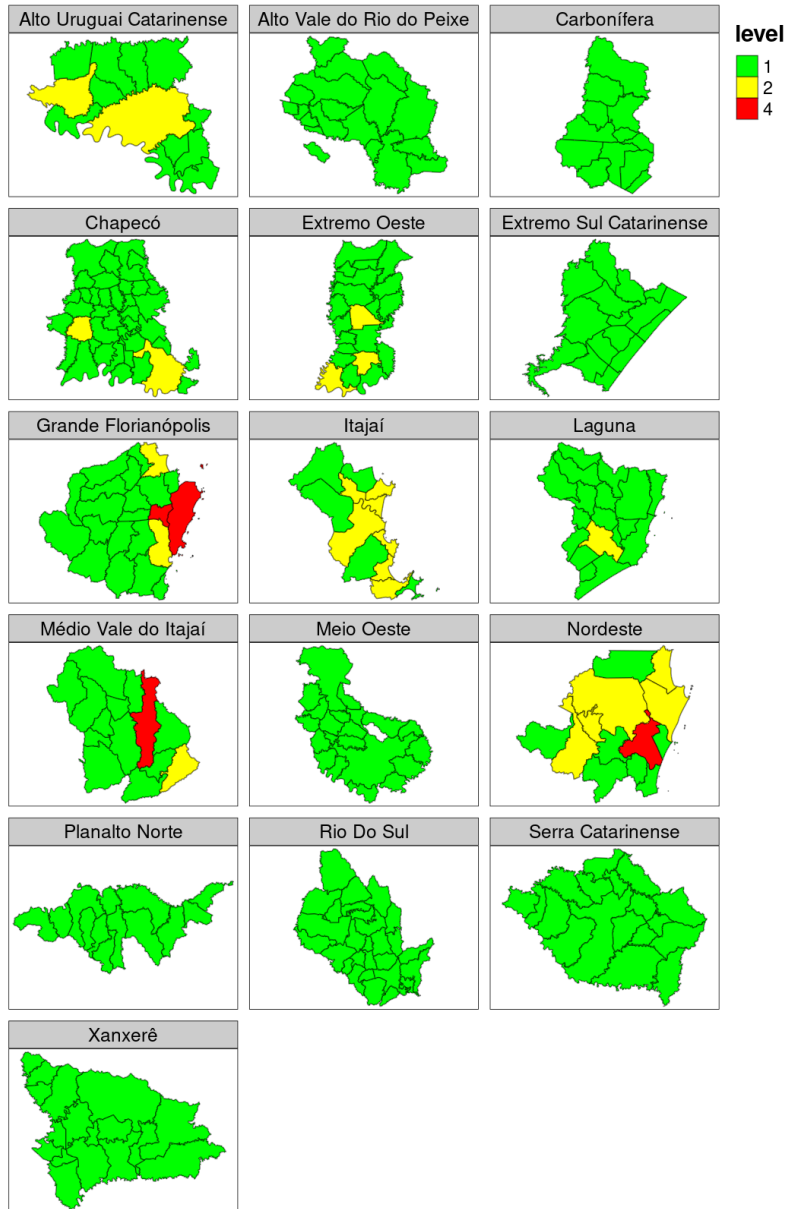 Alto Uruguai Catarinense
Alto Vale do Rio do Peixe
Carbonífera
level
1
2
4
Chapecó
Extremo Oeste
Extremo Sul Catarinense
Grande Florianópolis
Itajaí
Laguna
Médio Vale do Itajaí
Meio Oeste
Nordeste
Planalto Norte
Rio Do Sul
Serra Catarinense
Xanxerê